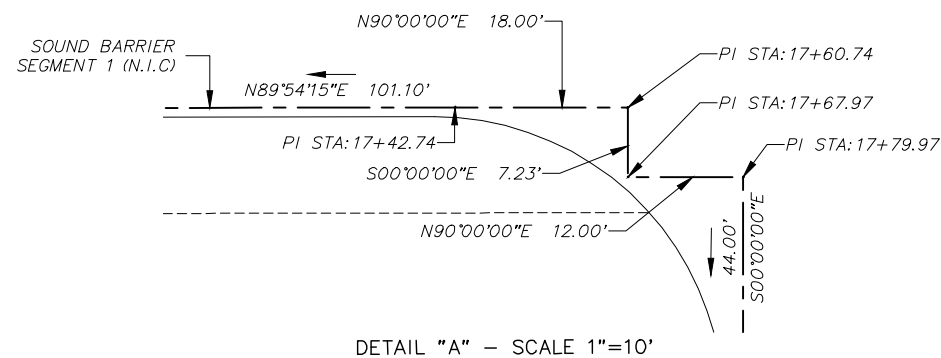 N90°00'00"E 18.00'
SOUND BARRIER
SEGMENT 1 (N.I.C)
PI STA:17+60.74
N89°54'15"E 101.10'
PI STA:17+67.97
PI STA:17+42.74
PI STA:17+79.97
S00°00'00"E 7.23'
N90°00'00"E 12.00'
44.00'
S00°00'00"E
DETAIL "A" – SCALE 1"=10'